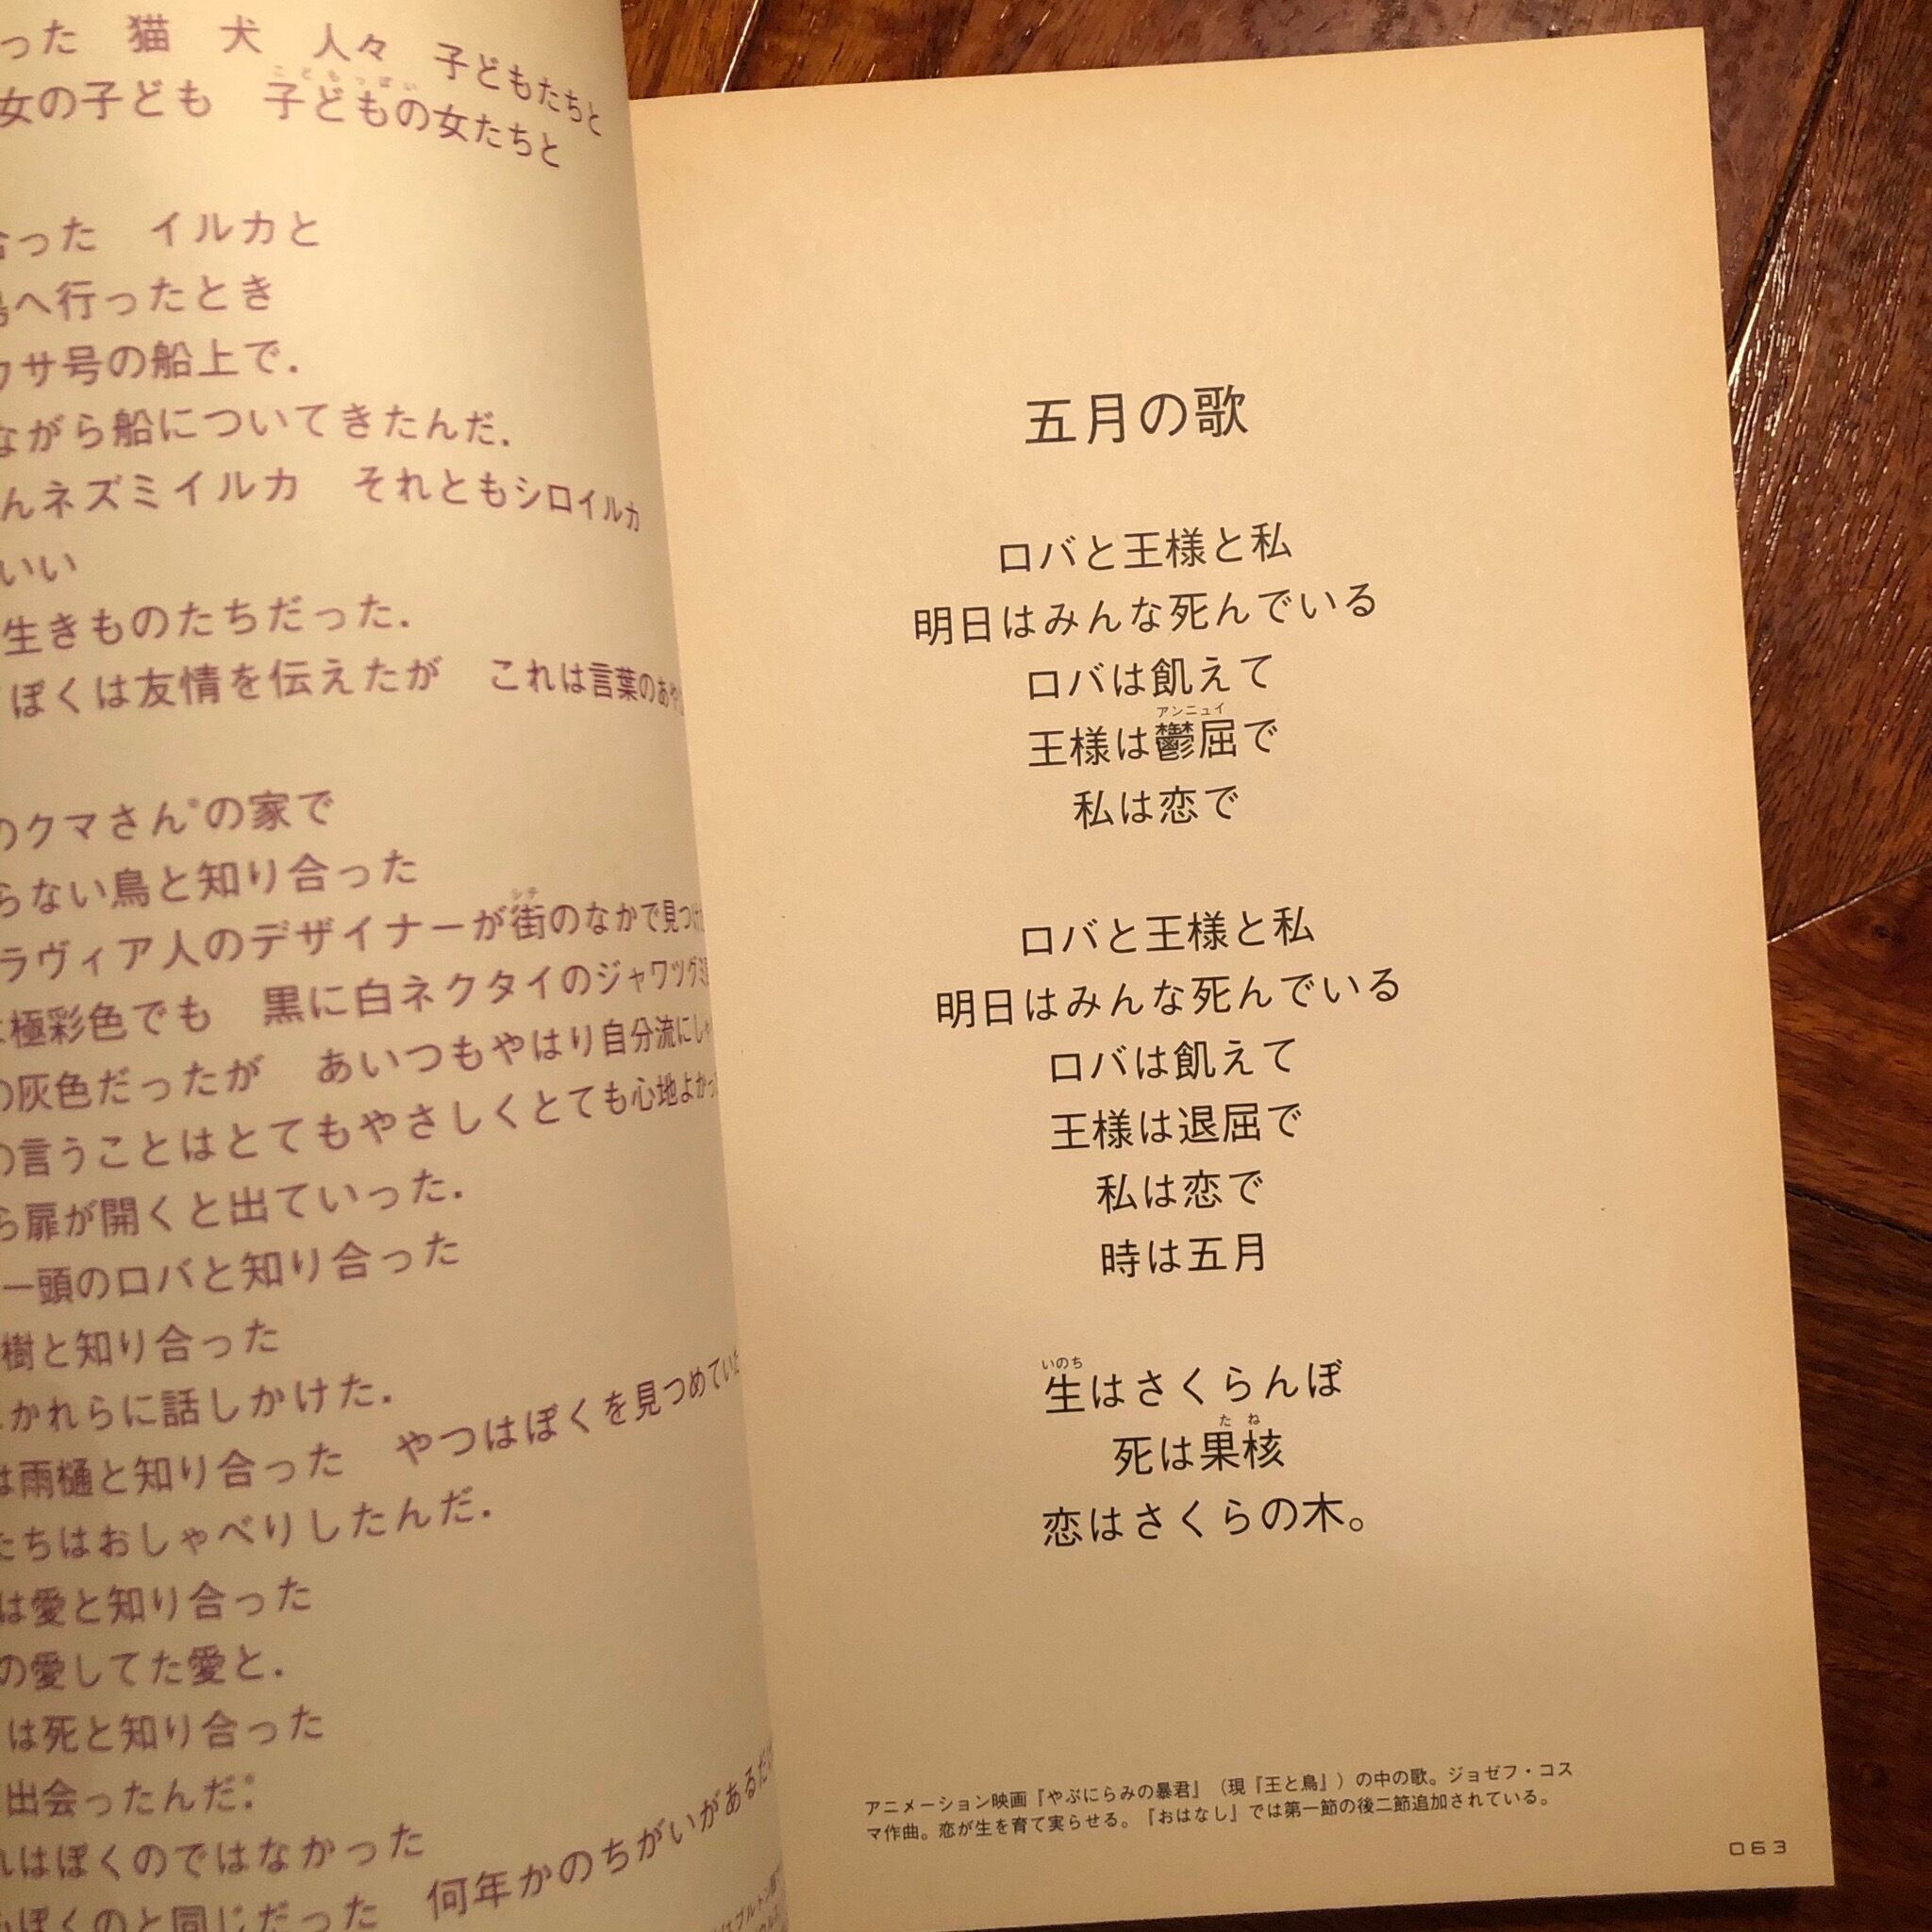 った　猫　犬　人々　子どもたちと
女の子ども　子どもの女たちと
こどもっぽい
った　イルカと
へ行ったとき
サ号の船上で．
ながら船についてきたんだ．
んネズミイルカ　それともシロイルカ
いい
生きものたちだった．
ぼくは友情を伝えたが　これは言葉のあや
のクマさん*の家で
らない鳥と知り合った
シテ
ラヴィア人のデザイナーが街のなかで見つけ
極彩色でも　黒に白ネクタイのジャワツグミ
の灰色だったが　あいつもやはり自分流にしゃ
の言うことはとてもやさしくとても心地よかっ
ら扉が開くと出ていった．
一頭のロバと知り合った
樹と知り合った
かれらに話しかけた．
は雨樋と知り合った　やつはぼくを見つめていた
たちはおしゃべりしたんだ．
は愛と知り合った
の愛してた愛と．
は死と知り合った
出会ったんだ*．
はぼくのではなかった
ぼくのと同じだった　何年かのちがいがあるだけ
五月の歌
ロバと王様と私
明日はみんな死んでいる
ロバは飢えて
アンニュイ
王様は鬱屈で
私は恋で
ロバと王様と私
明日はみんな死んでいる
ロバは飢えて
王様は退屈で
私は恋で
時は五月
いのち
生はさくらんぼ
たね
死は果核
恋はさくらの木。
アニメーション映画『やぶにらみの暴君』（現『王と鳥』）の中の歌。ジョゼフ・コス
マ作曲。恋が生を育て実らせる。『おはなし』では第一節の後二節追加されている。
063